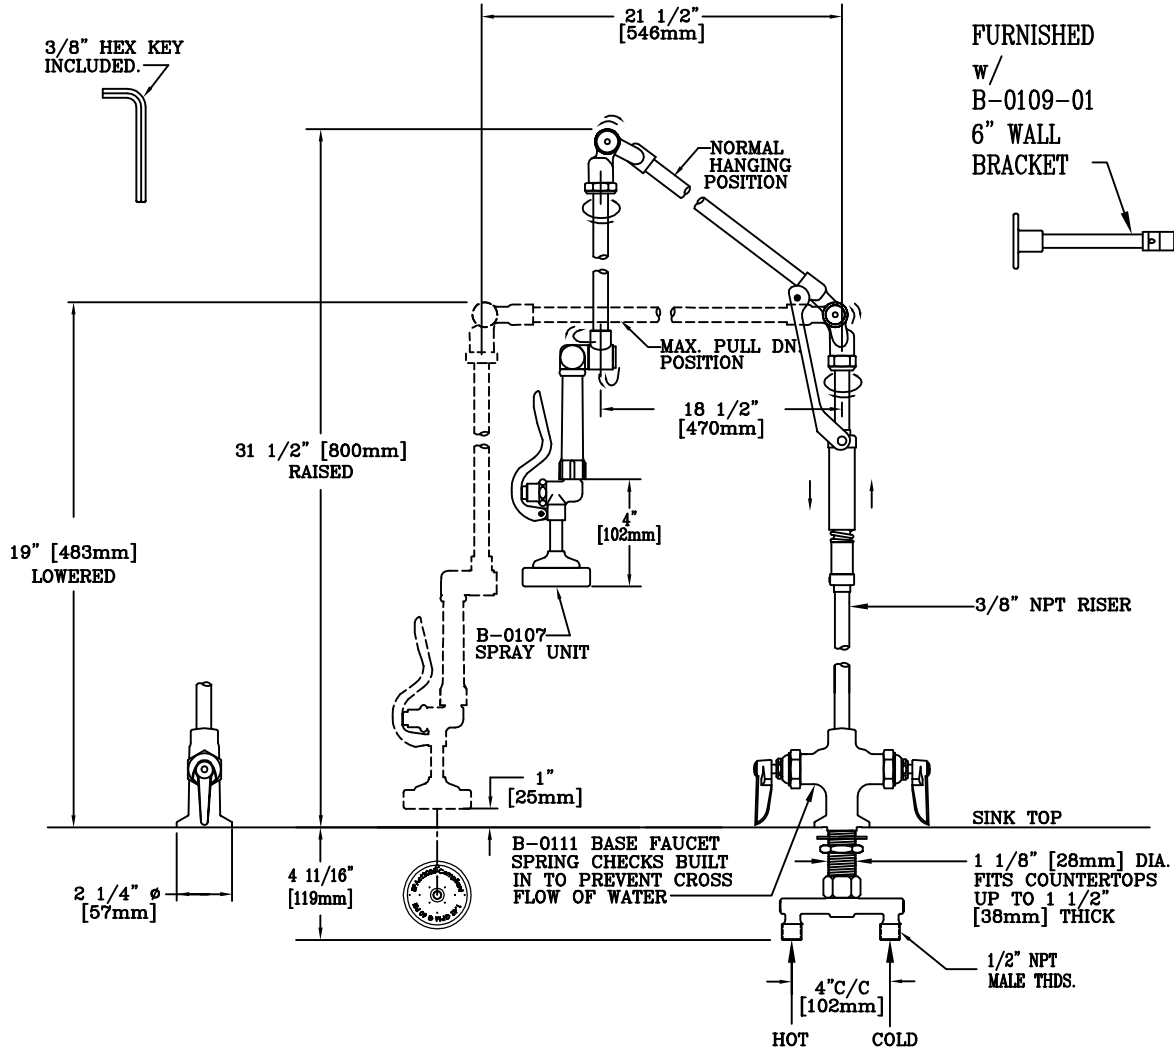 21 1/2"
[546mm]
3/8" HEX KEY
INCLUDED.
FURNISHED
w/
B-0109-01
6" WALL
BRACKET
NORMAL
HANGING
POSITION
MAX. PULL DN.
POSITION
18 1/2"
[470mm]
31 1/2" [800mm]
RAISED
4"
[102mm]
19" [483mm]
LOWERED
3/8" NPT RISER
B-0107
SPRAY UNIT
1"
[25mm]
SINK TOP
B-0111 BASE FAUCET
SPRING CHECKS BUILT
IN TO PREVENT CROSS
FLOW OF WATER
4 11/16"
[119mm]
2 1/4" ø
[57mm]
1 1/8" [28mm] DIA.
FITS COUNTERTOPS
UP TO 1 1/2"
[38mm] THICK
1/2" NPT
MALE THDS.
4"C/C
[102mm]
HOT
COLD